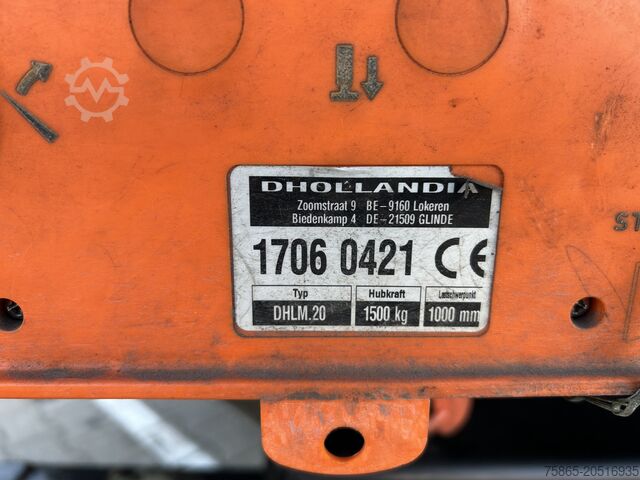 DHOLLANDIA
Zoomstraat 9 BE-9160 Lokeren
Biedenkamp 4 DE-21509 GLINDE
1706 0421 CE
Typ Hubkraft Lastschwerpunkt
DHLM.20 1500 kg 1000 mm
75865-20516935